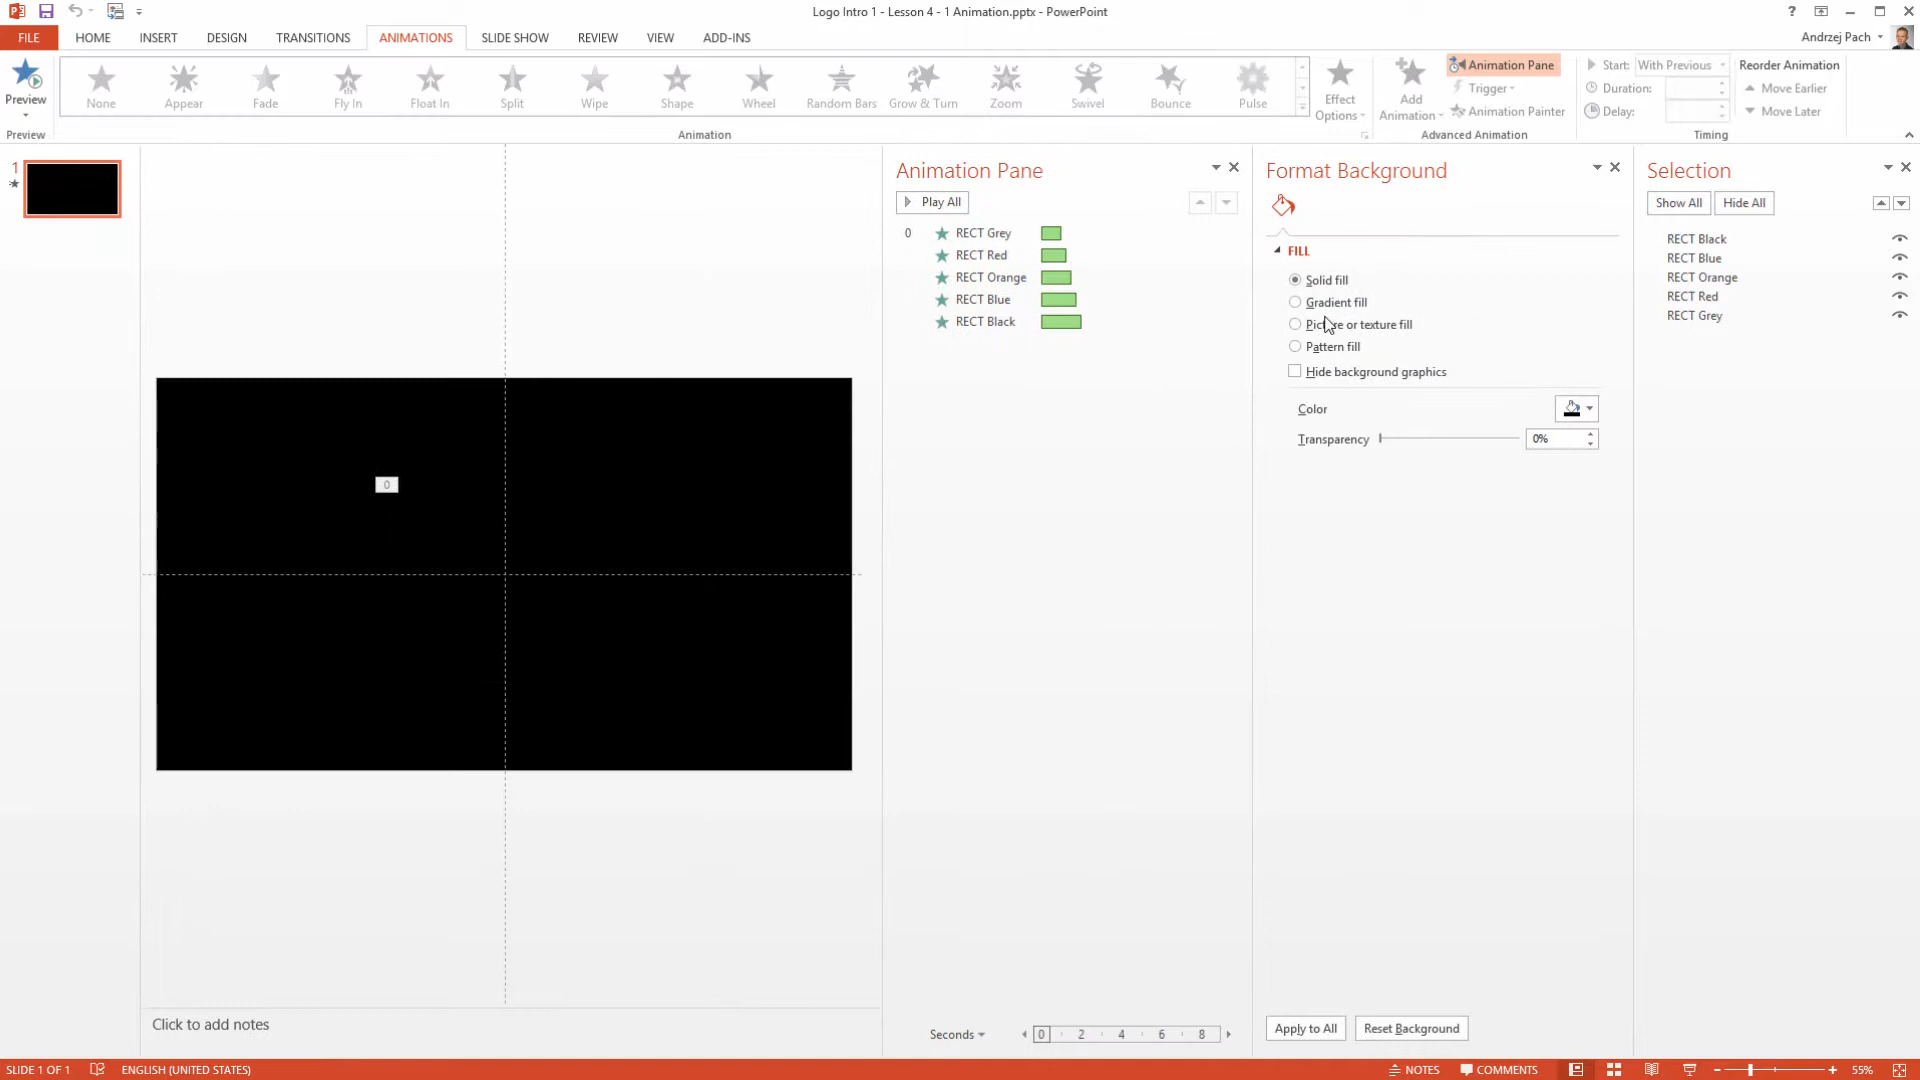 Logo Intro 1 - Lesson 4 - 1 Animation.pptx - PowerPoint
FILE HOME INSERT DESIGN TRANSITIONS ANIMATIONS SLIDE SHOW REVIEW VIEW ADD-INS
Andrzej Pach
Preview
Preview
None Appear Fade Fly In Float In Split Wipe Shape Wheel Random Bars Grow & Turn Zoom Swivel Bounce Pulse
Animation
Effect
Options
Add
Animation
Animation Pane
Trigger
Animation Painter
Advanced Animation
Start: With Previous
Duration:
Delay:
Timing
Reorder Animation
Move Earlier
Move Later
1
0
Click to add notes
Animation Pane
Play All
0 RECT Grey
RECT Red
RECT Orange
RECT Blue
RECT Black
Seconds 0 2 4 6 8
Format Background
FILL
Solid fill
Gradient fill
Picture or texture fill
Pattern fill
Hide background graphics
Color
Transparency 0%
Apply to All Reset Background
Selection
Show All Hide All
RECT Black
RECT Blue
RECT Orange
RECT Red
RECT Grey
SLIDE 1 OF 1 ENGLISH (UNITED STATES) NOTES COMMENTS 55%